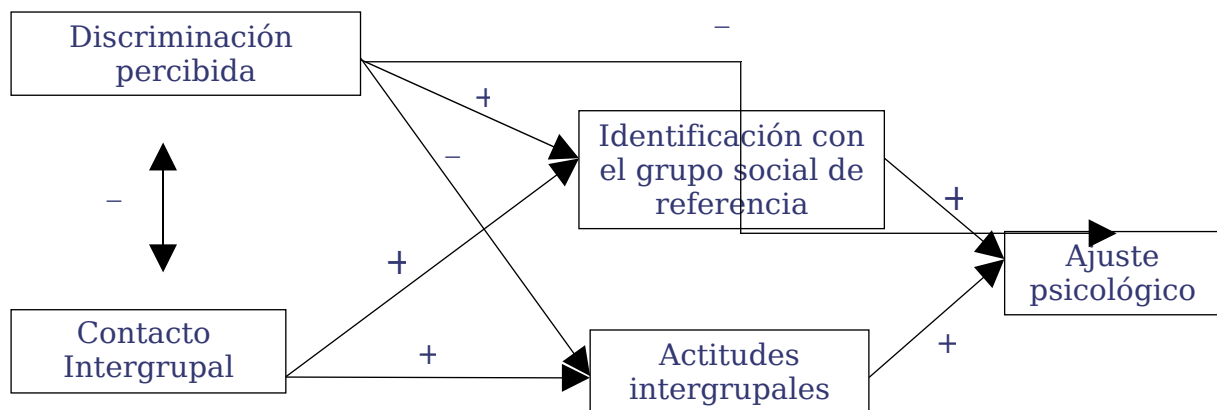 –
Discriminación
percibida
+
Identificación con
el grupo social de
referencia
–
+
–
+
Ajuste
psicológico
Contacto
Intergrupal
+
+
Actitudes
intergrupales